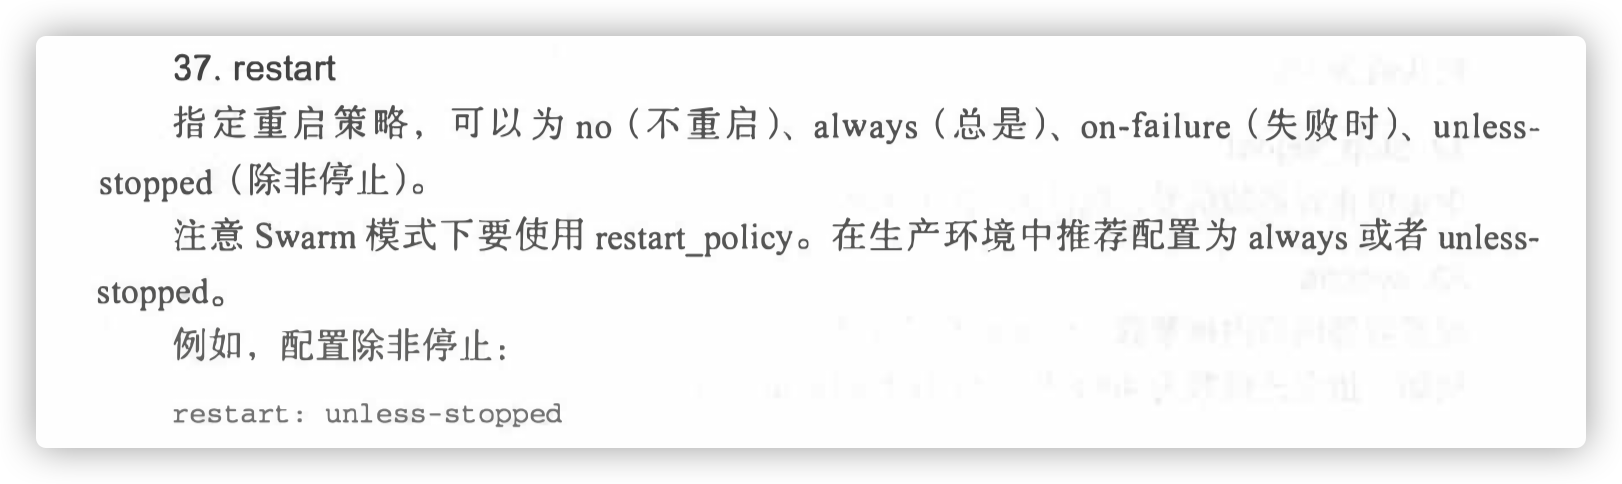 37. restart
指定重启策略，可以为 no（不重启）、always（总是）、on-failure（失败时）、unless-
stopped（除非停止）。
注意 Swarm 模式下要使用 restart_policy。在生产环境中推荐配置为 always 或者 unless-
stopped。
例如，配置除非停止：
restart: unless-stopped